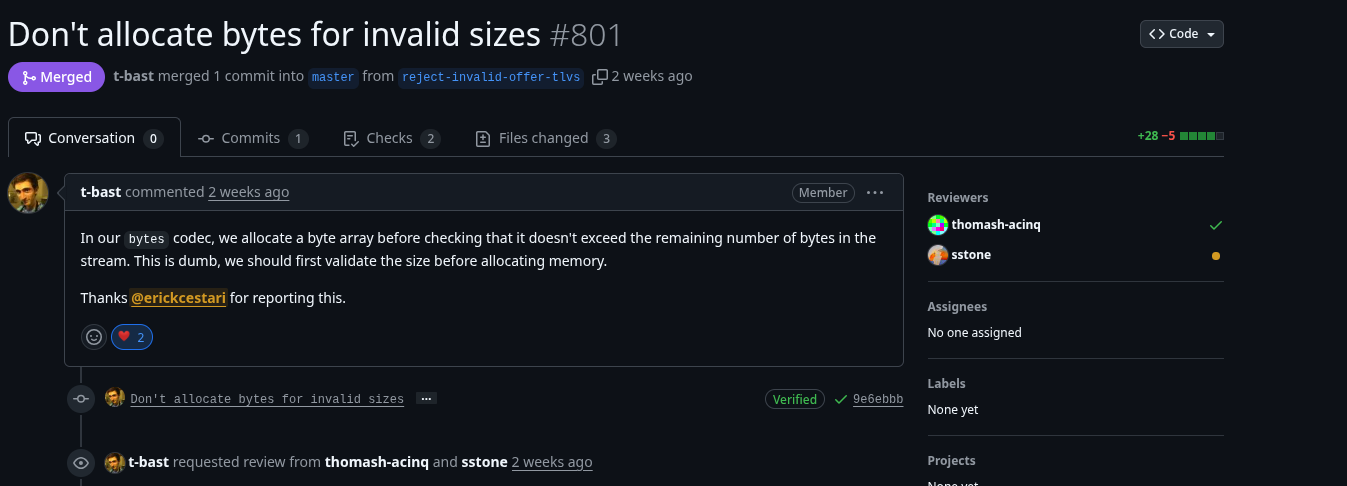 Don't allocate bytes for invalid sizes #801
<> Code
Merged t-bast merged 1 commit into master from reject-invalid-offer-tlvs 2 weeks ago
Conversation 0 Commits 1 Checks 2 Files changed 3
+28 −5
t-bast commented 2 weeks ago
Member
In our bytes codec, we allocate a byte array before checking that it doesn't exceed the remaining number of bytes in the
stream. This is dumb, we should first validate the size before allocating memory.
Thanks @erickcestari for reporting this.
2
Don't allocate bytes for invalid sizes ...
Verified 9e6ebbb
t-bast requested review from thomash-acinq and sstone 2 weeks ago
Reviewers
thomash-acinq
sstone
Assignees
No one assigned
Labels
None yet
Projects
None yet